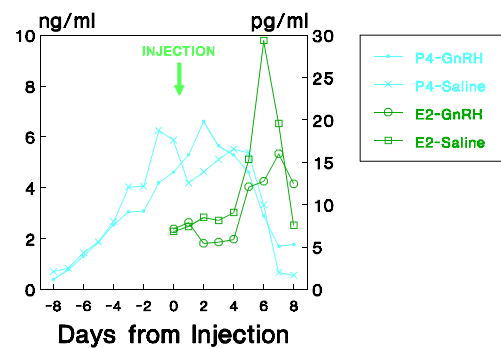 ng/ml pg/ml
INJECTION
10 30
8 25
6 20
4 15
2 10
0 5
0
-8 -6 -4 -2 0 2 4 6 8
Days from Injection
P4-GnRH
P4-Saline
E2-GnRH
E2-Saline